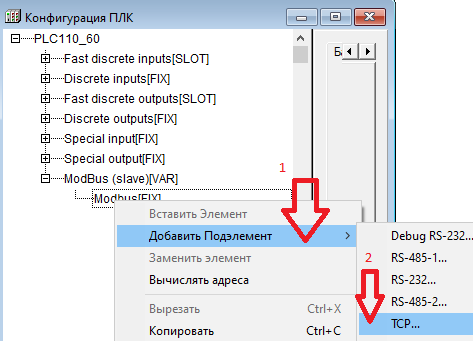 Конфигурация ПЛК
PLC110_60
Fast discrete inputs[SLOT]
Discrete inputs[FIX]
Fast discrete outputs[SLOT]
Discrete outputs[FIX]
Special input[FIX]
Special output[FIX]
ModBus (slave)[VAR]
Modbus[FIX]
1
Вставить Элемент
Добавить Подэлемент
Заменить элемент
Вычислять адреса
Вырезать Ctrl+X
Копировать Ctrl+C
2
Debug RS-232...
RS-485-1...
RS-232...
RS-485-2...
TCP...